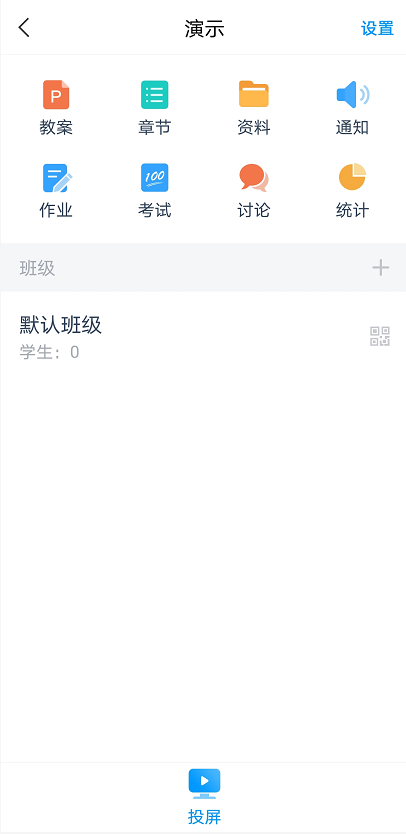 演示
设置
教案
章节
资料
通知
作业
考试
讨论
统计
班级
默认班级
学生：0
投屏